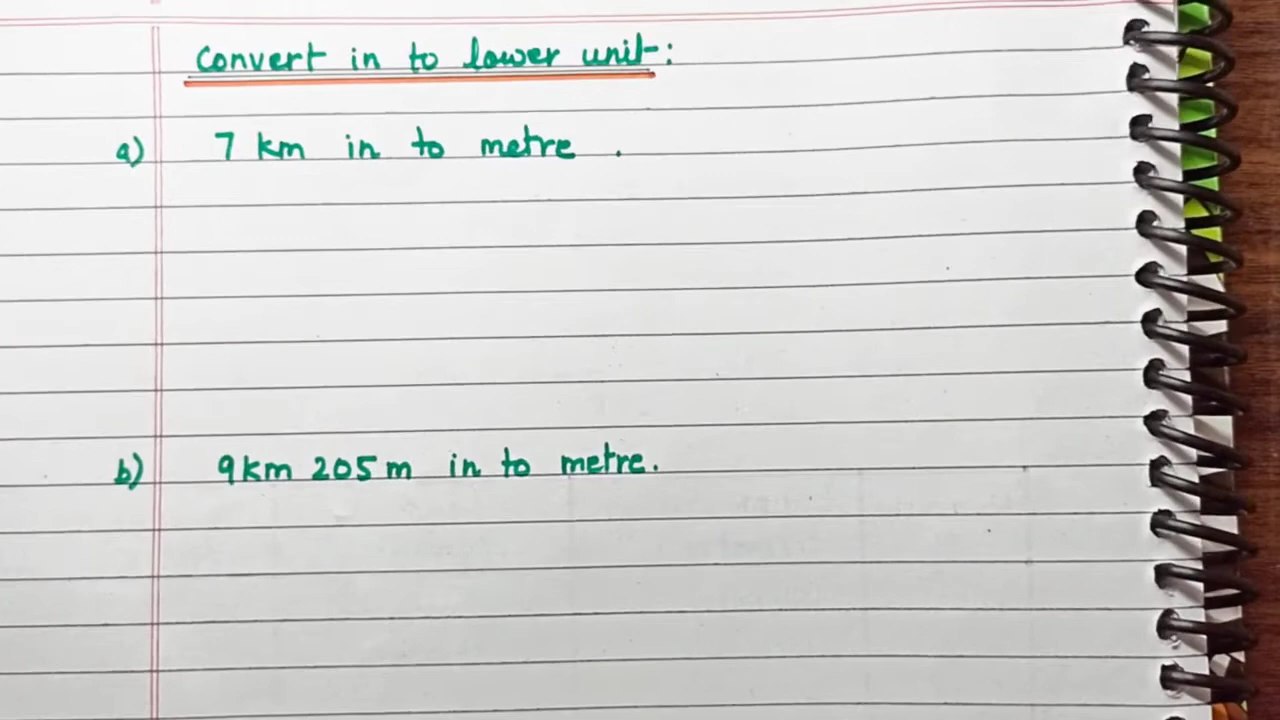 Convert in to lower unit:
a) 7 km in to metre .
b) 9km 205m in to metre.